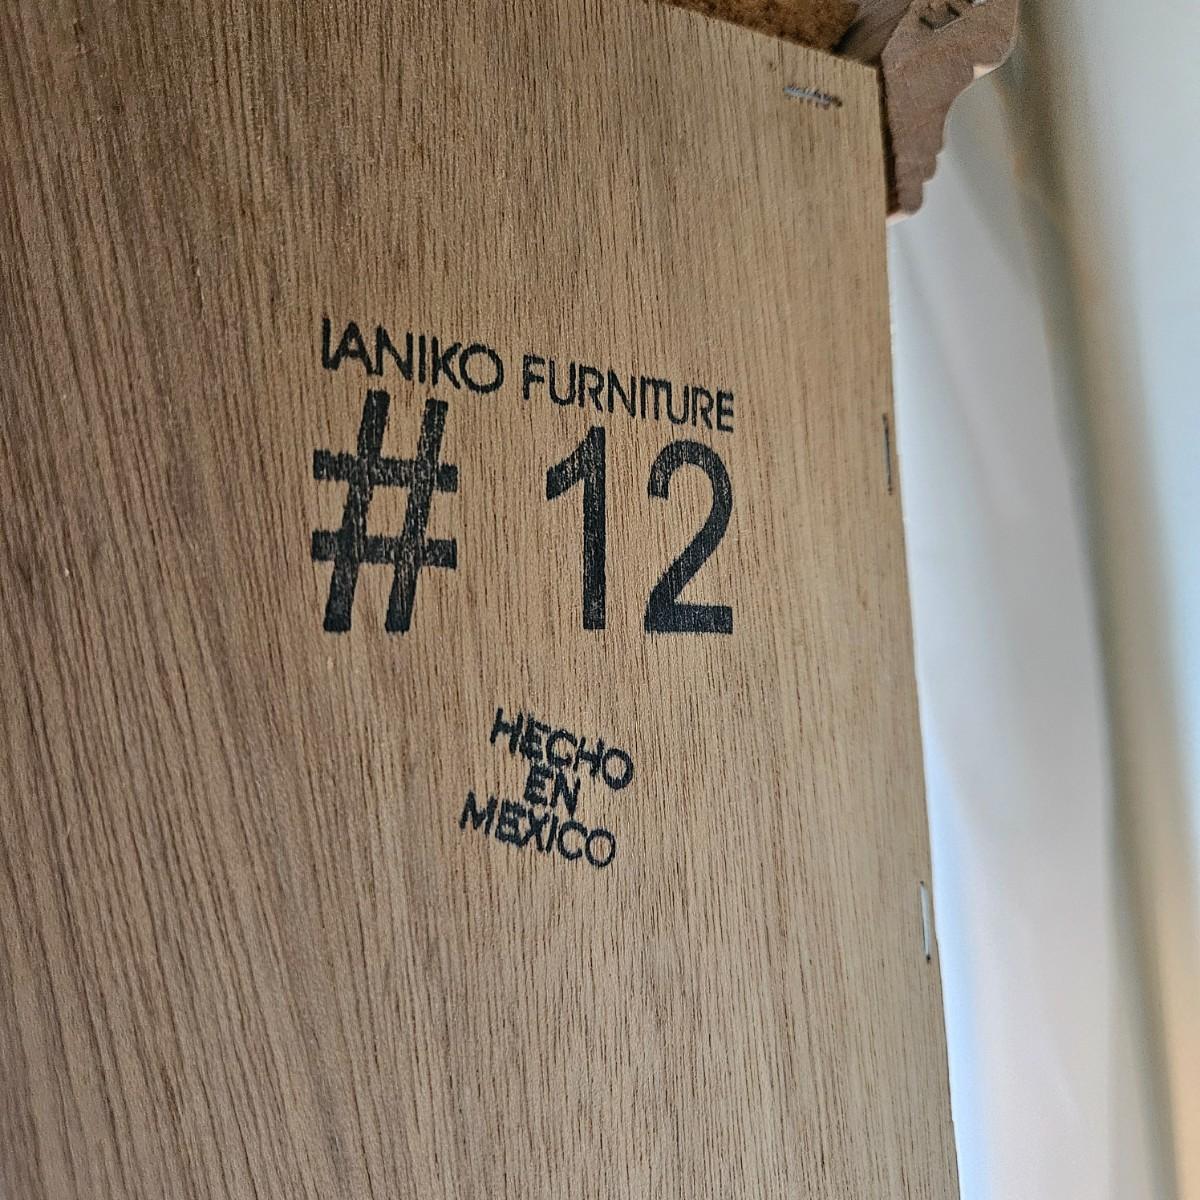 IANIKO FURNITURE
# 12
HECHO
EN
MEXICO